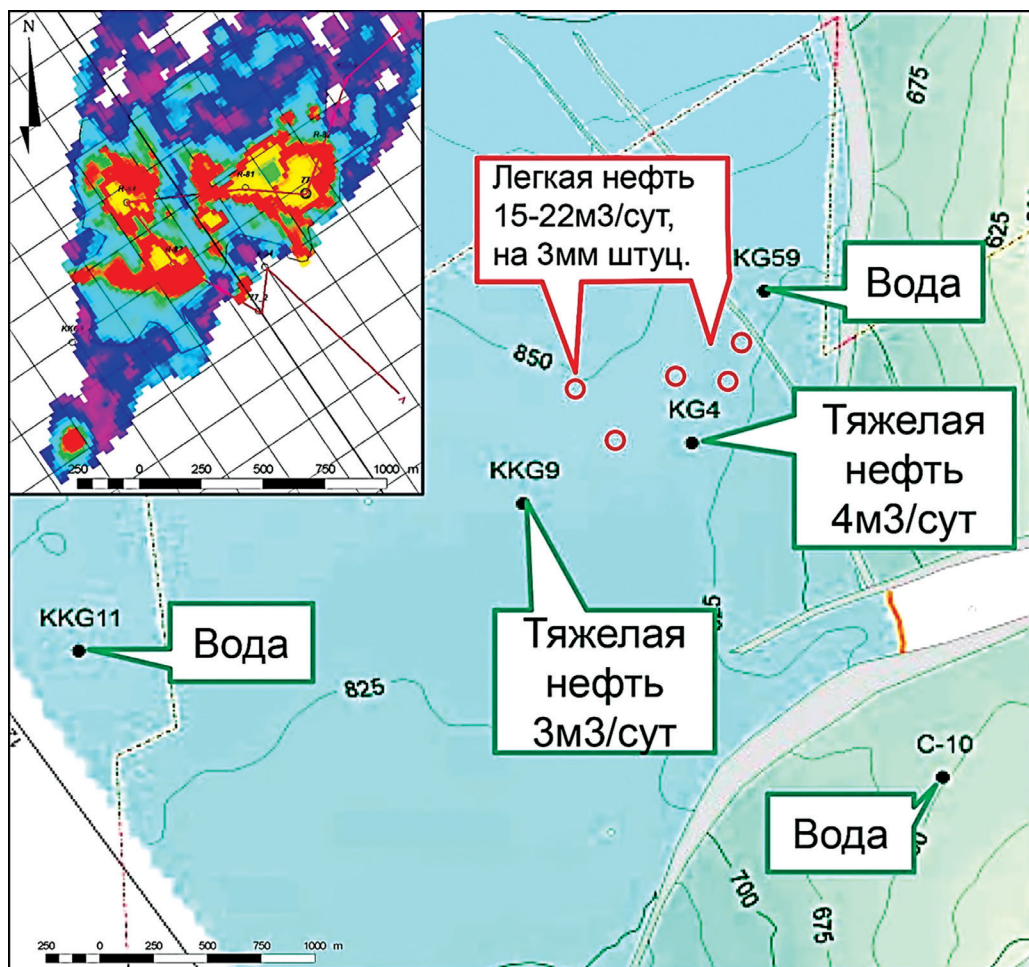 N
R-81
77
250 0 250 500 750 1000 m
675
625
Легкая нефть
15-22м3/сут,
на 3мм штуц.
KG59
Вода
850
KG4
Тяжелая
нефть
4м3/сут
KKG9
KKG11
Вода
Тяжелая
нефть
3м3/сут
825
C-10
Вода
700
675
250 0 250 500 750 1000 m